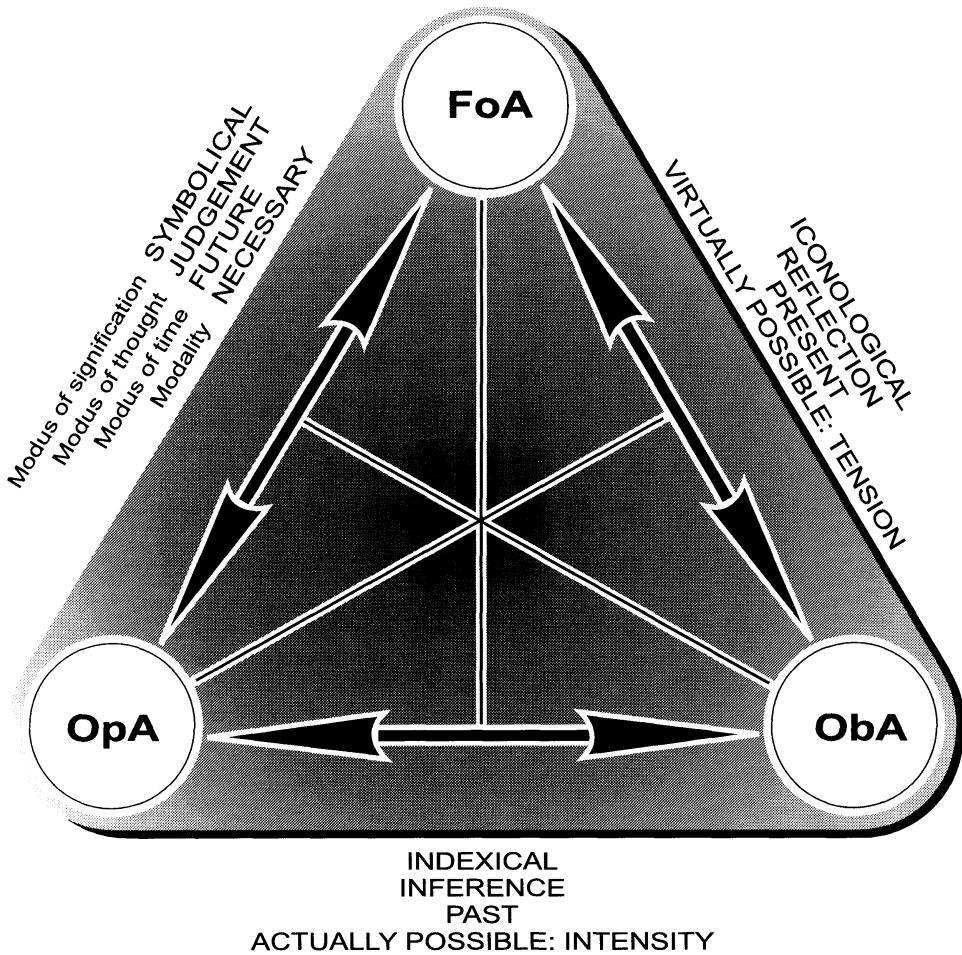 FoA
Modus of signification SYMBOLICAL
Modus of thought JUDGEMENT
Modus of time FUTURE
Modality NECESSARY
ICONOLOGICAL
REFLECTION
PRESENT
VIRTUALLY POSSIBLE: TENSION
OpA
ObA
INDEXICAL
INFERENCE
PAST
ACTUALLY POSSIBLE: INTENSITY